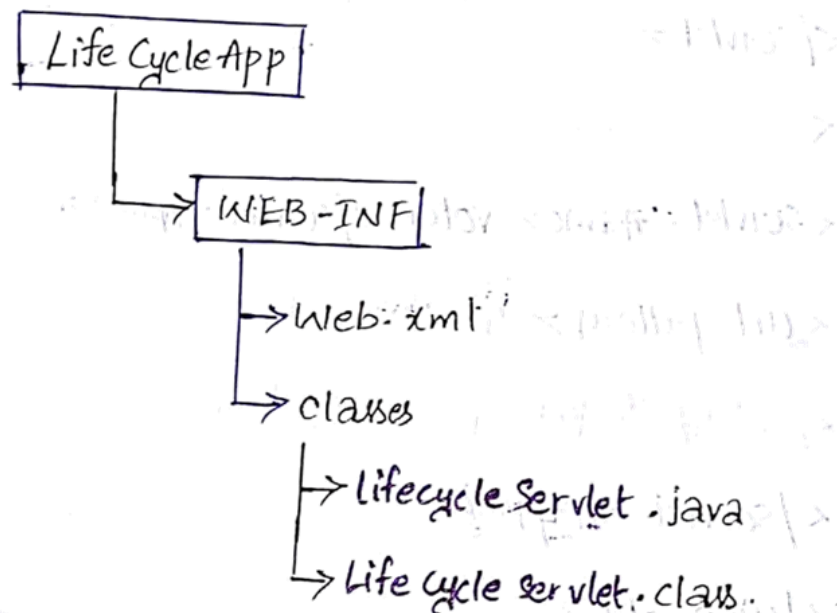 Life Cycle App
WEB-INF
Web.xml
classes
Lifecycle Servlet.java
Life cycle servlet.class.